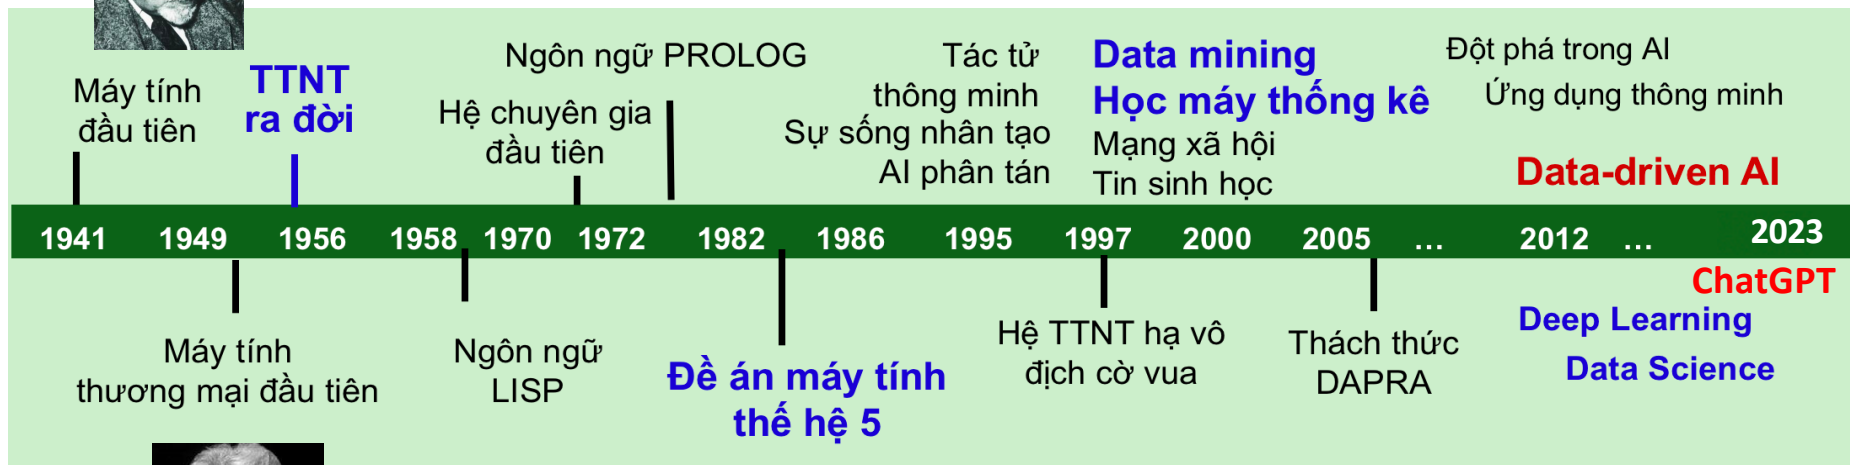 Máy tính
đầu tiên
TTNT
ra đời
Hệ chuyên gia
đầu tiên
Ngôn ngữ PROLOG
Tác tử
thông minh
Sự sống nhân tạo
AI phân tán
Data mining
Học máy thống kê
Mạng xã hội
Tin sinh học
Đột phá trong AI
Ứng dụng thông minh
Data-driven AI
1941 1949 1956 1958 1970 1972 1982 1986 1995 1997 2000 2005 ... 2012 ... 2023
Máy tính
thương mại đầu tiên
Ngôn ngữ
LISP
Đề án máy tính
thế hệ 5
Hệ TTNT hạ vô
địch cờ vua
Thách thức
DAPRA
ChatGPT
Deep Learning
Data Science